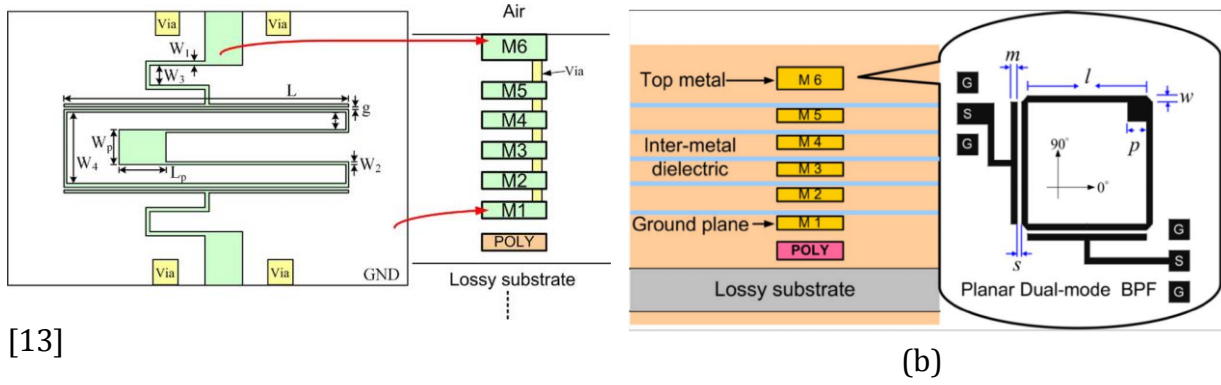 Via
Via
W1
W3
L
g
Wp
W4
Lp
W2
Via
Via
GND
Air
M6
Via
M5
M4
M3
M2
M1
POLY
Lossy substrate
[13]
Top metal
M 6
M 5
Inter-metal
dielectric
M 4
M 3
M 2
Ground plane
M 1
POLY
Lossy substrate
m
l
w
G
S
G
p
90°
0°
s
G
S
G
Planar Dual-mode BPF
(b)